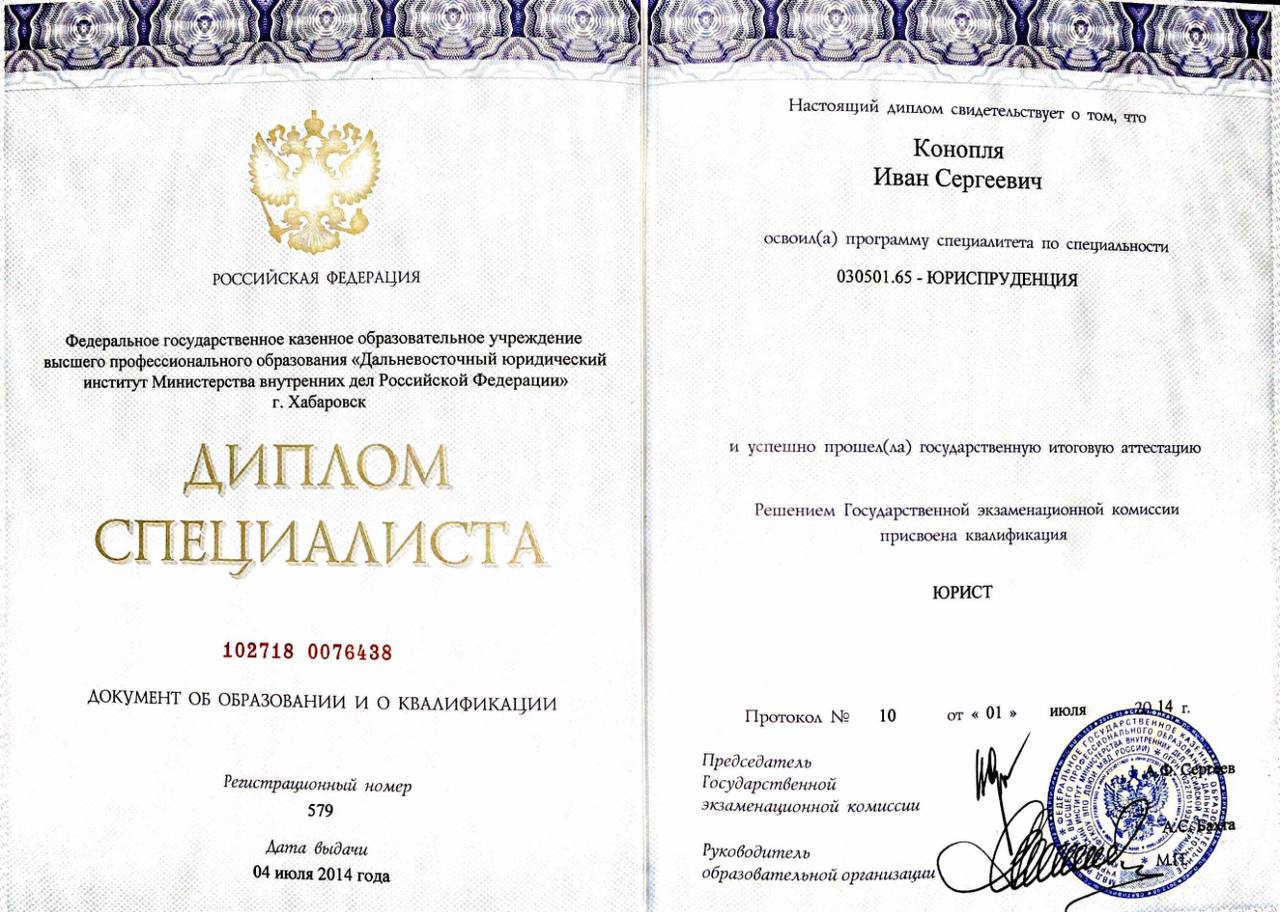 РОССИЙСКАЯ ФЕДЕРАЦИЯ
Федеральное государственное казенное образовательное учреждение
высшего профессионального образования «Дальневосточный юридический
институт Министерства внутренних дел Российской Федерации»
г. Хабаровск
ДИПЛОМ
СПЕЦИАЛИСТА
102718 0076438
ДОКУМЕНТ ОБ ОБРАЗОВАНИИ И О КВАЛИФИКАЦИИ
Регистрационный номер
579
Дата выдачи
04 июля 2014 года
Настоящий диплом свидетельствует о том, что
Конопля
Иван Сергеевич
освоил(а) программу специалитета по специальности
030501.65 - ЮРИСПРУДЕНЦИЯ
и успешно прошел(ла) государственную итоговую аттестацию
Решением Государственной экзаменационной комиссии
присвоена квалификация
ЮРИСТ
Протокол № 10 от « 01 » июля 20 14 г.
Председатель
Государственной
экзаменационной комиссии
А.Ф. Сергеев
Руководитель
образовательной организации
А.С. Бахта
М.П.